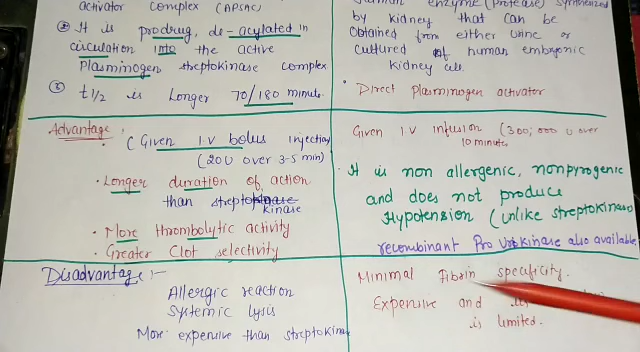 activator Complex (APSAC)
② It is prodrug, de-acylated in
circulation into the active
Plasminogen streptokinase complex
③ t1/2 is Longer 70/180 minute.
Human enzyme (Protease) synthesized
by kidney that can be
obtained from either urine or
cultured of human embryonic
kidney cell.
• Direct Plasminogen activator
Advantage
(Given I.V bolus injection)
(20U over 3-5 min)
• Longer duration of action
than streptokinase
• More thrombolytic activity
• Greater Clot selectivity
Given I.V infusion (300,000 U over
10 minute
• It is non allergenic, nonpyrogenic
and does not produce
Hypotension (unlike streptokinase)
recombinant Pro Urokinase also available
Disadvantage :-
Allergic reaction
Systemic lysis
More expensive than streptokinase
Minimal Fibrin specificity.
Expensive and
is limited.